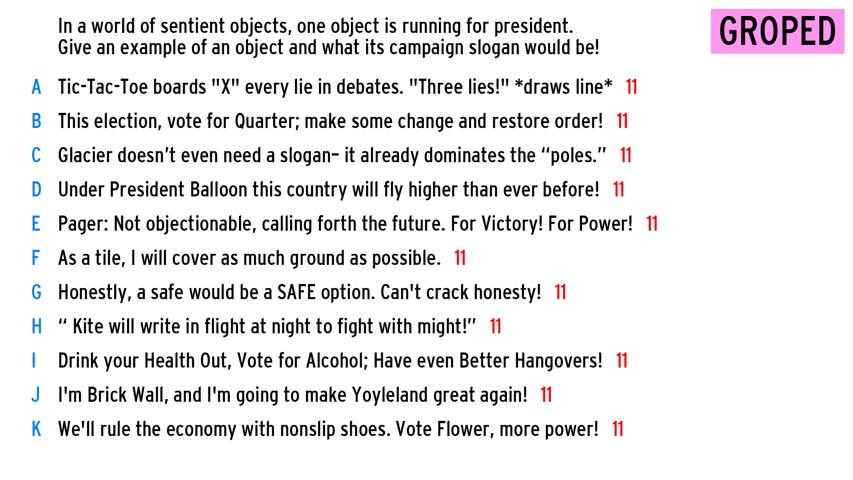 In a world of sentient objects, one object is running for president.
Give an example of an object and what its campaign slogan would be!
GROPED
A Tic-Tac-Toe boards "X" every lie in debates. "Three lies!" *draws line* 11
B This election, vote for Quarter; make some change and restore order! 11
C Glacier doesn’t even need a slogan– it already dominates the “poles.” 11
D Under President Balloon this country will fly higher than ever before! 11
E Pager: Not objectionable, calling forth the future. For Victory! For Power! 11
F As a tile, I will cover as much ground as possible. 11
G Honestly, a safe would be a SAFE option. Can't crack honesty! 11
H “ Kite will write in flight at night to fight with might!” 11
I Drink your Health Out, Vote for Alcohol; Have even Better Hangovers! 11
J I'm Brick Wall, and I'm going to make Yoyleland great again! 11
K We'll rule the economy with nonslip shoes. Vote Flower, more power! 11